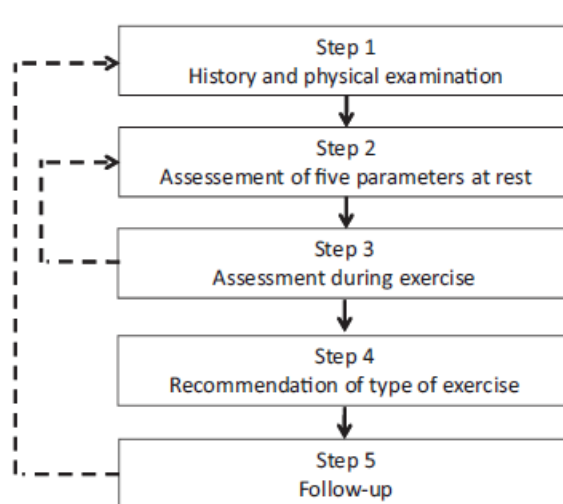 Step 1
History and physical examination
Step 2
Assessement of five parameters at rest
Step 3
Assessment during exercise
Step 4
Recommendation of type of exercise
Step 5
Follow-up